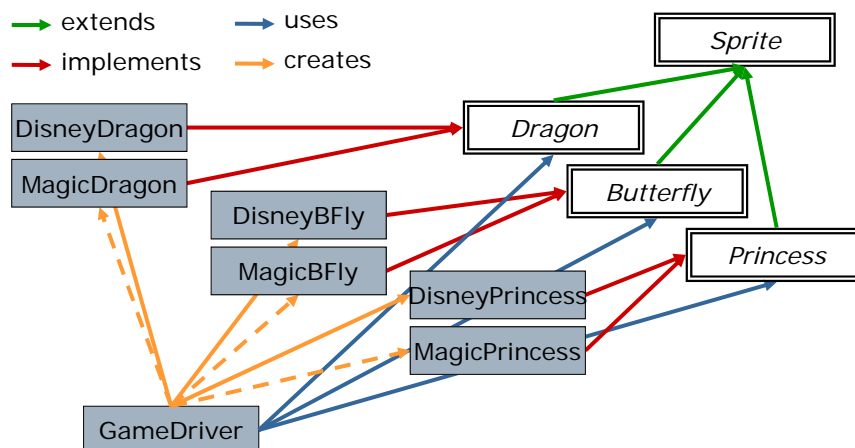 extends
uses
implements
creates
Sprite
DisneyDragon
Dragon
MagicDragon
Butterfly
DisneyBFly
MagicBFly
Princess
DisneyPrincess
MagicPrincess
GameDriver